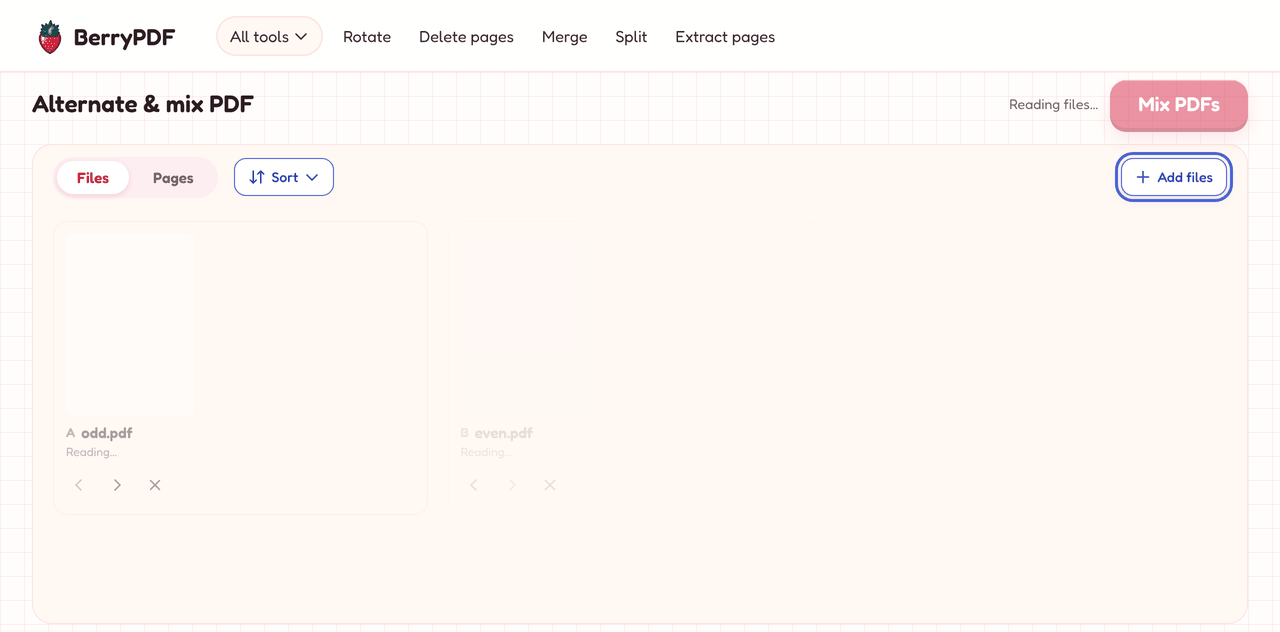 BerryPDF
All tools
Rotate
Delete pages
Merge
Split
Extract pages
Alternate & mix PDF
Reading files...
Mix PDFs
Files
Pages
Sort
Add files
A odd.pdf
Reading...
B even.pdf
Reading...